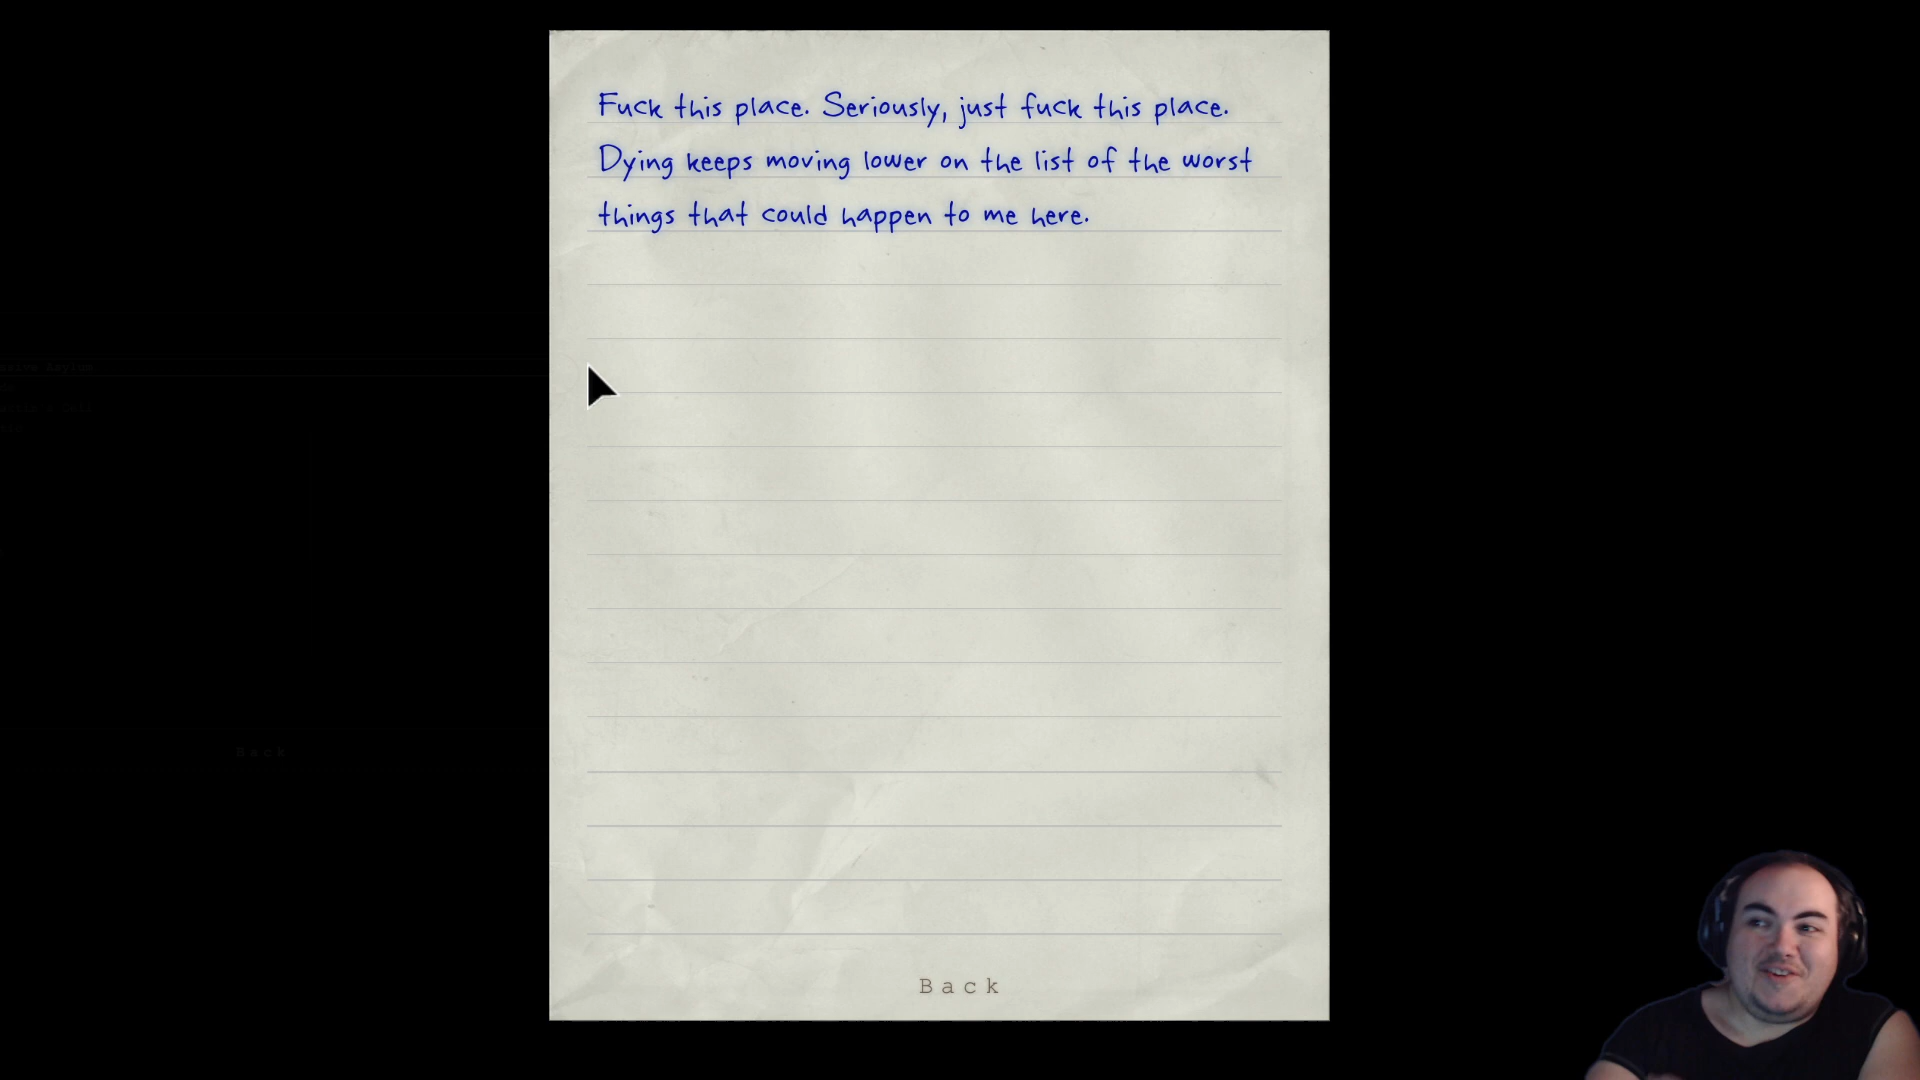 Fuck this place. Seriously, just fuck this place.
Dying keeps moving lower on the list of the worst
things that could happen to me here.
Back
Back